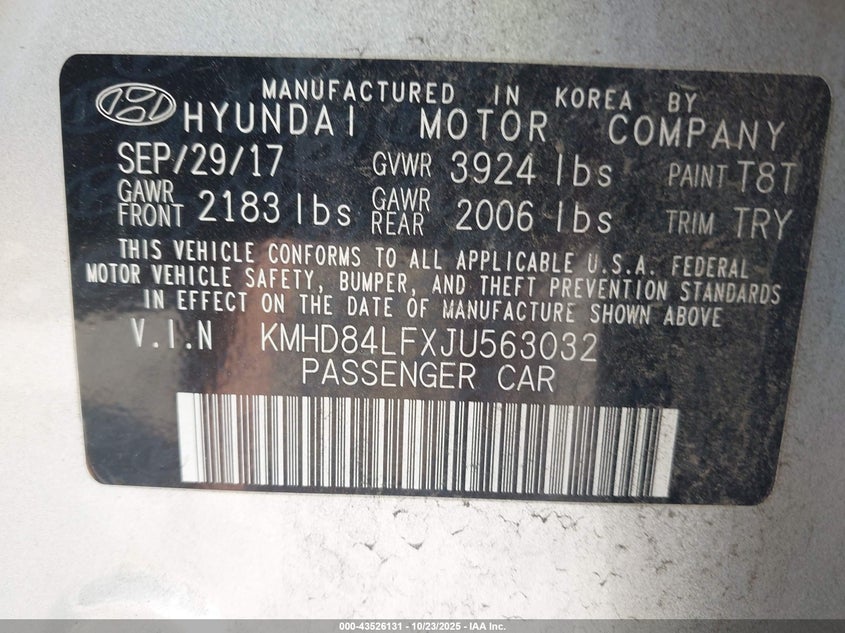 MANUFACTURED IN KOREA BY
HYUNDAI MOTOR COMPANY
SEP/29/17 GVWR 3924 lbs PAINT T8T
GAWR FRONT 2183 lbs GAWR REAR 2006 lbs TRIM TRY
THIS VEHICLE CONFORMS TO ALL APPLICABLE U.S.A. FEDERAL
MOTOR VEHICLE SAFETY, BUMPER, AND THEFT PREVENTION STANDARDS
IN EFFECT ON THE DATE OF MANUFACTURE SHOWN ABOVE
V.I.N KMHD84LFXJU563032
PASSENGER CAR
000-43526131 - 10/23/2025 - IAA Inc.